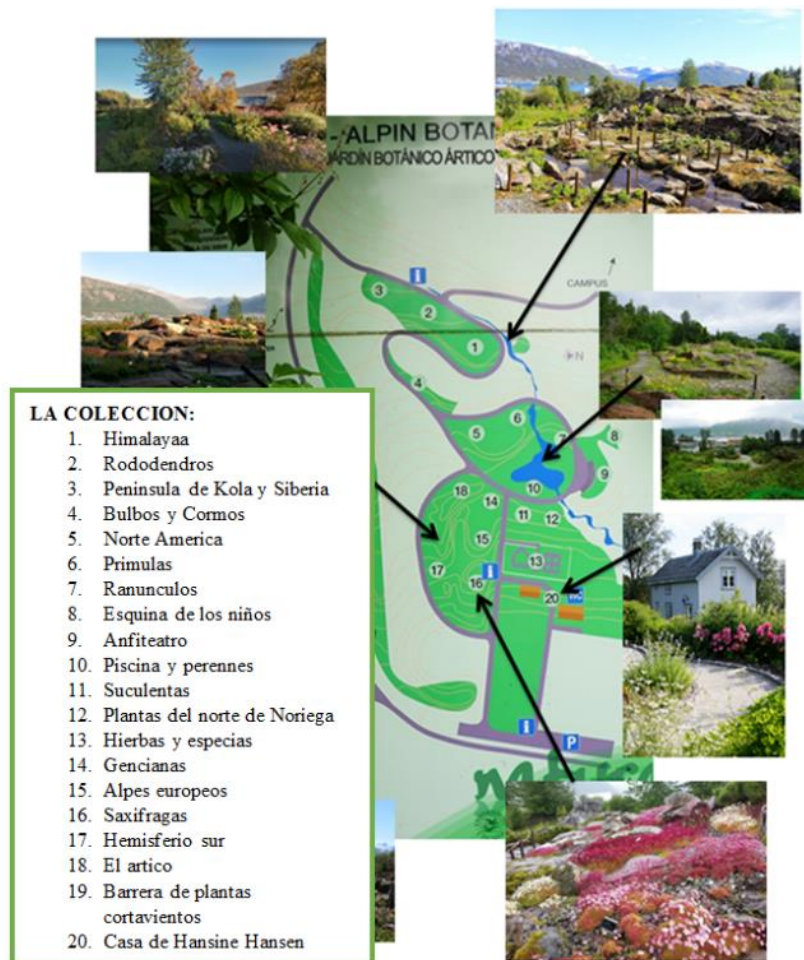 - ALPIN BOTAN
JARDÍN BOTÁNICO ÁRTICO
CAMPUS
i
3
2
1
N
4
5
6
7
8
9
10
18
14
11
12
15
13
17
16
i
20
WC
i
P
natur
LA COLECCION:
1. Himalayaa
2. Rododendros
3. Peninsula de Kola y Siberia
4. Bulbos y Cormos
5. Norte America
6. Primulas
7. Ranunculos
8. Esquina de los niños
9. Anfiteatro
10. Piscina y perennes
11. Suculentas
12. Plantas del norte de Noriega
13. Hierbas y especias
14. Gencianas
15. Alpes europeos
16. Saxifragas
17. Hemisferio sur
18. El artico
19. Barrera de plantas
cortavientos
20. Casa de Hansine Hansen